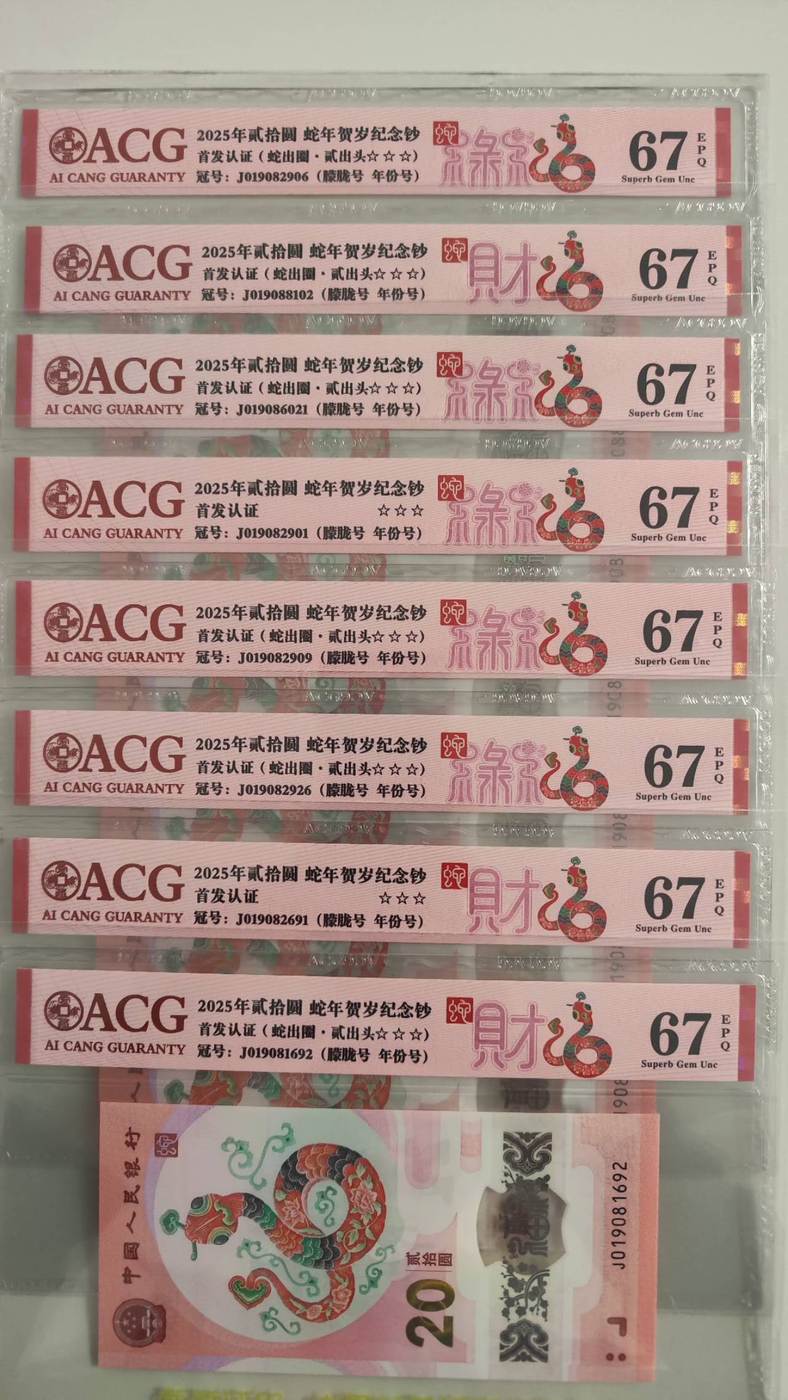 ACG 2025年贰拾圆 蛇年贺岁纪念钞 67 EPQ
首发认证（蛇出圈·贰出头☆☆☆）
AI CANG GUARANTY 冠号：J019082906（朦胧号 年份号） Superb Gem Unc
ACG 2025年贰拾圆 蛇年贺岁纪念钞 財 67 EPQ
首发认证（蛇出圈·贰出头☆☆☆）
AI CANG GUARANTY 冠号：J019088102（朦胧号 年份号） Superb Gem Unc
ACG 2025年贰拾圆 蛇年贺岁纪念钞 67 EPQ
首发认证（蛇出圈·贰出头☆☆☆）
AI CANG GUARANTY 冠号：J019086021（朦胧号 年份号） Superb Gem Unc
ACG 2025年贰拾圆 蛇年贺岁纪念钞 67 EPQ
首发认证 ☆☆☆
AI CANG GUARANTY 冠号：J019082901（朦胧号 年份号） Superb Gem Unc
ACG 2025年贰拾圆 蛇年贺岁纪念钞 67 EPQ
首发认证（蛇出圈·贰出头☆☆☆）
AI CANG GUARANTY 冠号：J019082909（朦胧号 年份号） Superb Gem Unc
ACG 2025年贰拾圆 蛇年贺岁纪念钞 67 EPQ
首发认证（蛇出圈·贰出头☆☆☆）
AI CANG GUARANTY 冠号：J019082926（朦胧号 年份号） Superb Gem Unc
ACG 2025年贰拾圆 蛇年贺岁纪念钞 財 67 EPQ
首发认证 ☆☆☆
AI CANG GUARANTY 冠号：J019082691（朦胧号 年份号） Superb Gem Unc
ACG 2025年贰拾圆 蛇年贺岁纪念钞 財 67 EPQ
首发认证（蛇出圈·贰出头☆☆☆）
AI CANG GUARANTY 冠号：J019081692（朦胧号 年份号） Superb Gem Unc
中国人民银行
贰拾圆
20
J019081692